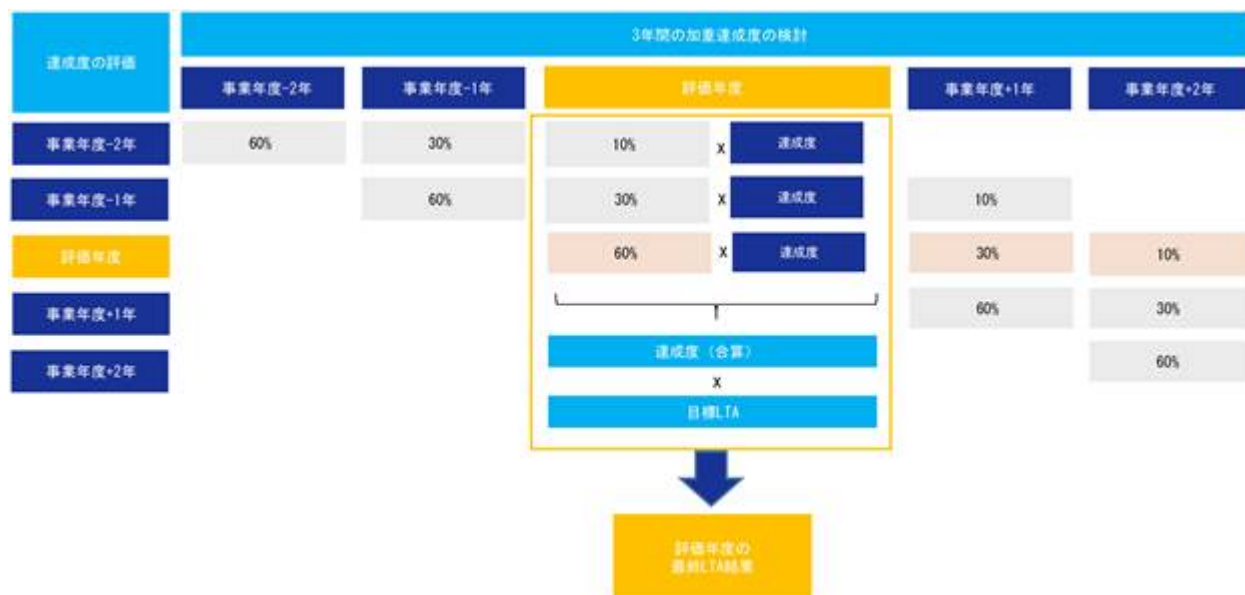 達成度の評価
3年間の加重達成度の検討
事業年度-2年
事業年度-1年
評価年度
事業年度+1年
事業年度+2年
事業年度-2年
60%
30%
10%
x
達成度
事業年度-1年
60%
30%
x
達成度
10%
評価年度
60%
x
達成度
30%
10%
事業年度+1年
60%
30%
達成度（合算）
事業年度+2年
60%
x
目標LTA
評価年度の
最終LTA結果